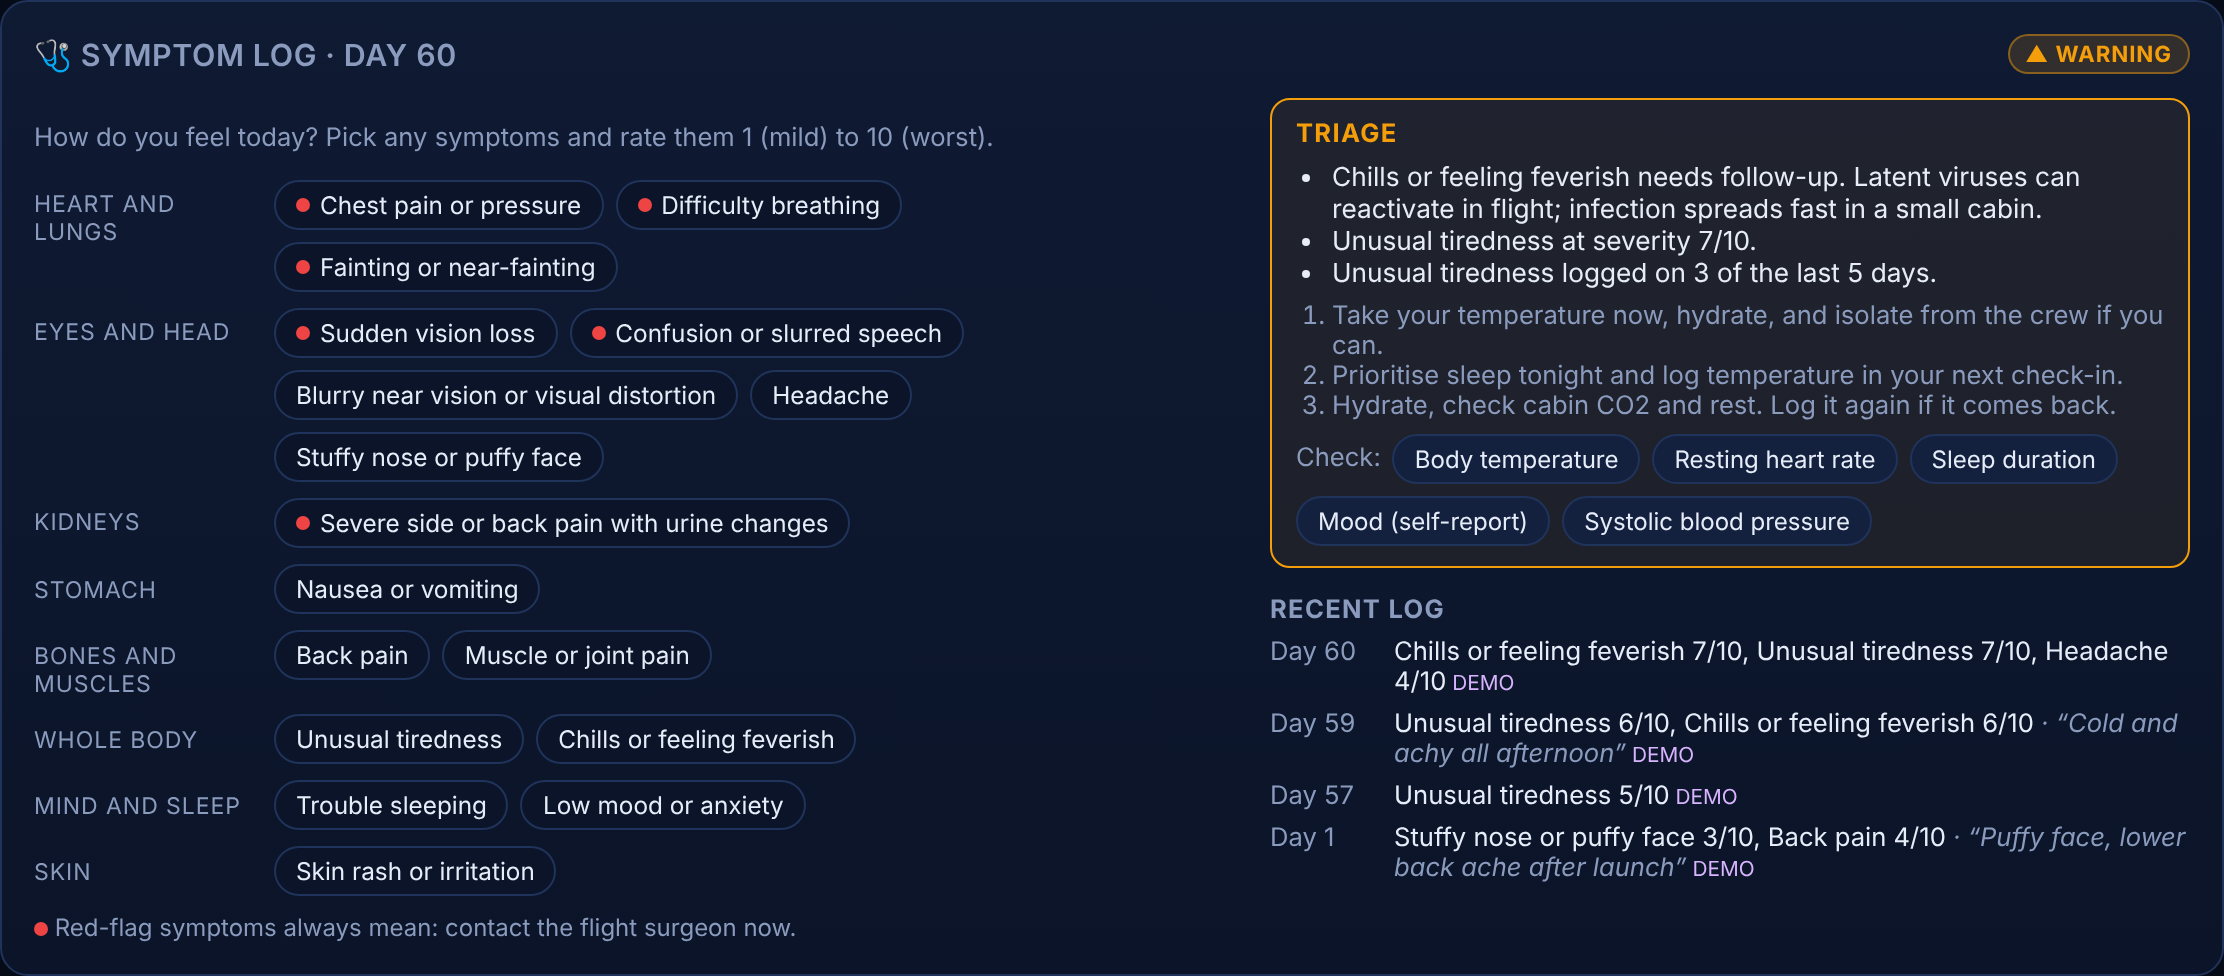 SYMPTOM LOG · DAY 60
WARNING
How do you feel today? Pick any symptoms and rate them 1 (mild) to 10 (worst).
HEART AND
LUNGS
Chest pain or pressure
Difficulty breathing
Fainting or near-fainting
EYES AND HEAD
Sudden vision loss
Confusion or slurred speech
Blurry near vision or visual distortion
Headache
Stuffy nose or puffy face
KIDNEYS
Severe side or back pain with urine changes
STOMACH
Nausea or vomiting
BONES AND
MUSCLES
Back pain
Muscle or joint pain
WHOLE BODY
Unusual tiredness
Chills or feeling feverish
MIND AND SLEEP
Trouble sleeping
Low mood or anxiety
SKIN
Skin rash or irritation
Red-flag symptoms always mean: contact the flight surgeon now.
TRIAGE
• Chills or feeling feverish needs follow-up. Latent viruses can
reactivate in flight; infection spreads fast in a small cabin.
• Unusual tiredness at severity 7/10.
• Unusual tiredness logged on 3 of the last 5 days.
1. Take your temperature now, hydrate, and isolate from the crew if you
can.
2. Prioritise sleep tonight and log temperature in your next check-in.
3. Hydrate, check cabin CO2 and rest. Log it again if it comes back.
Check:
Body temperature
Resting heart rate
Sleep duration
Mood (self-report)
Systolic blood pressure
RECENT LOG
Day 60
Chills or feeling feverish 7/10, Unusual tiredness 7/10, Headache
4/10 DEMO
Day 59
Unusual tiredness 6/10, Chills or feeling feverish 6/10 · “Cold and
achy all afternoon” DEMO
Day 57
Unusual tiredness 5/10 DEMO
Day 1
Stuffy nose or puffy face 3/10, Back pain 4/10 · “Puffy face, lower
back ache after launch” DEMO